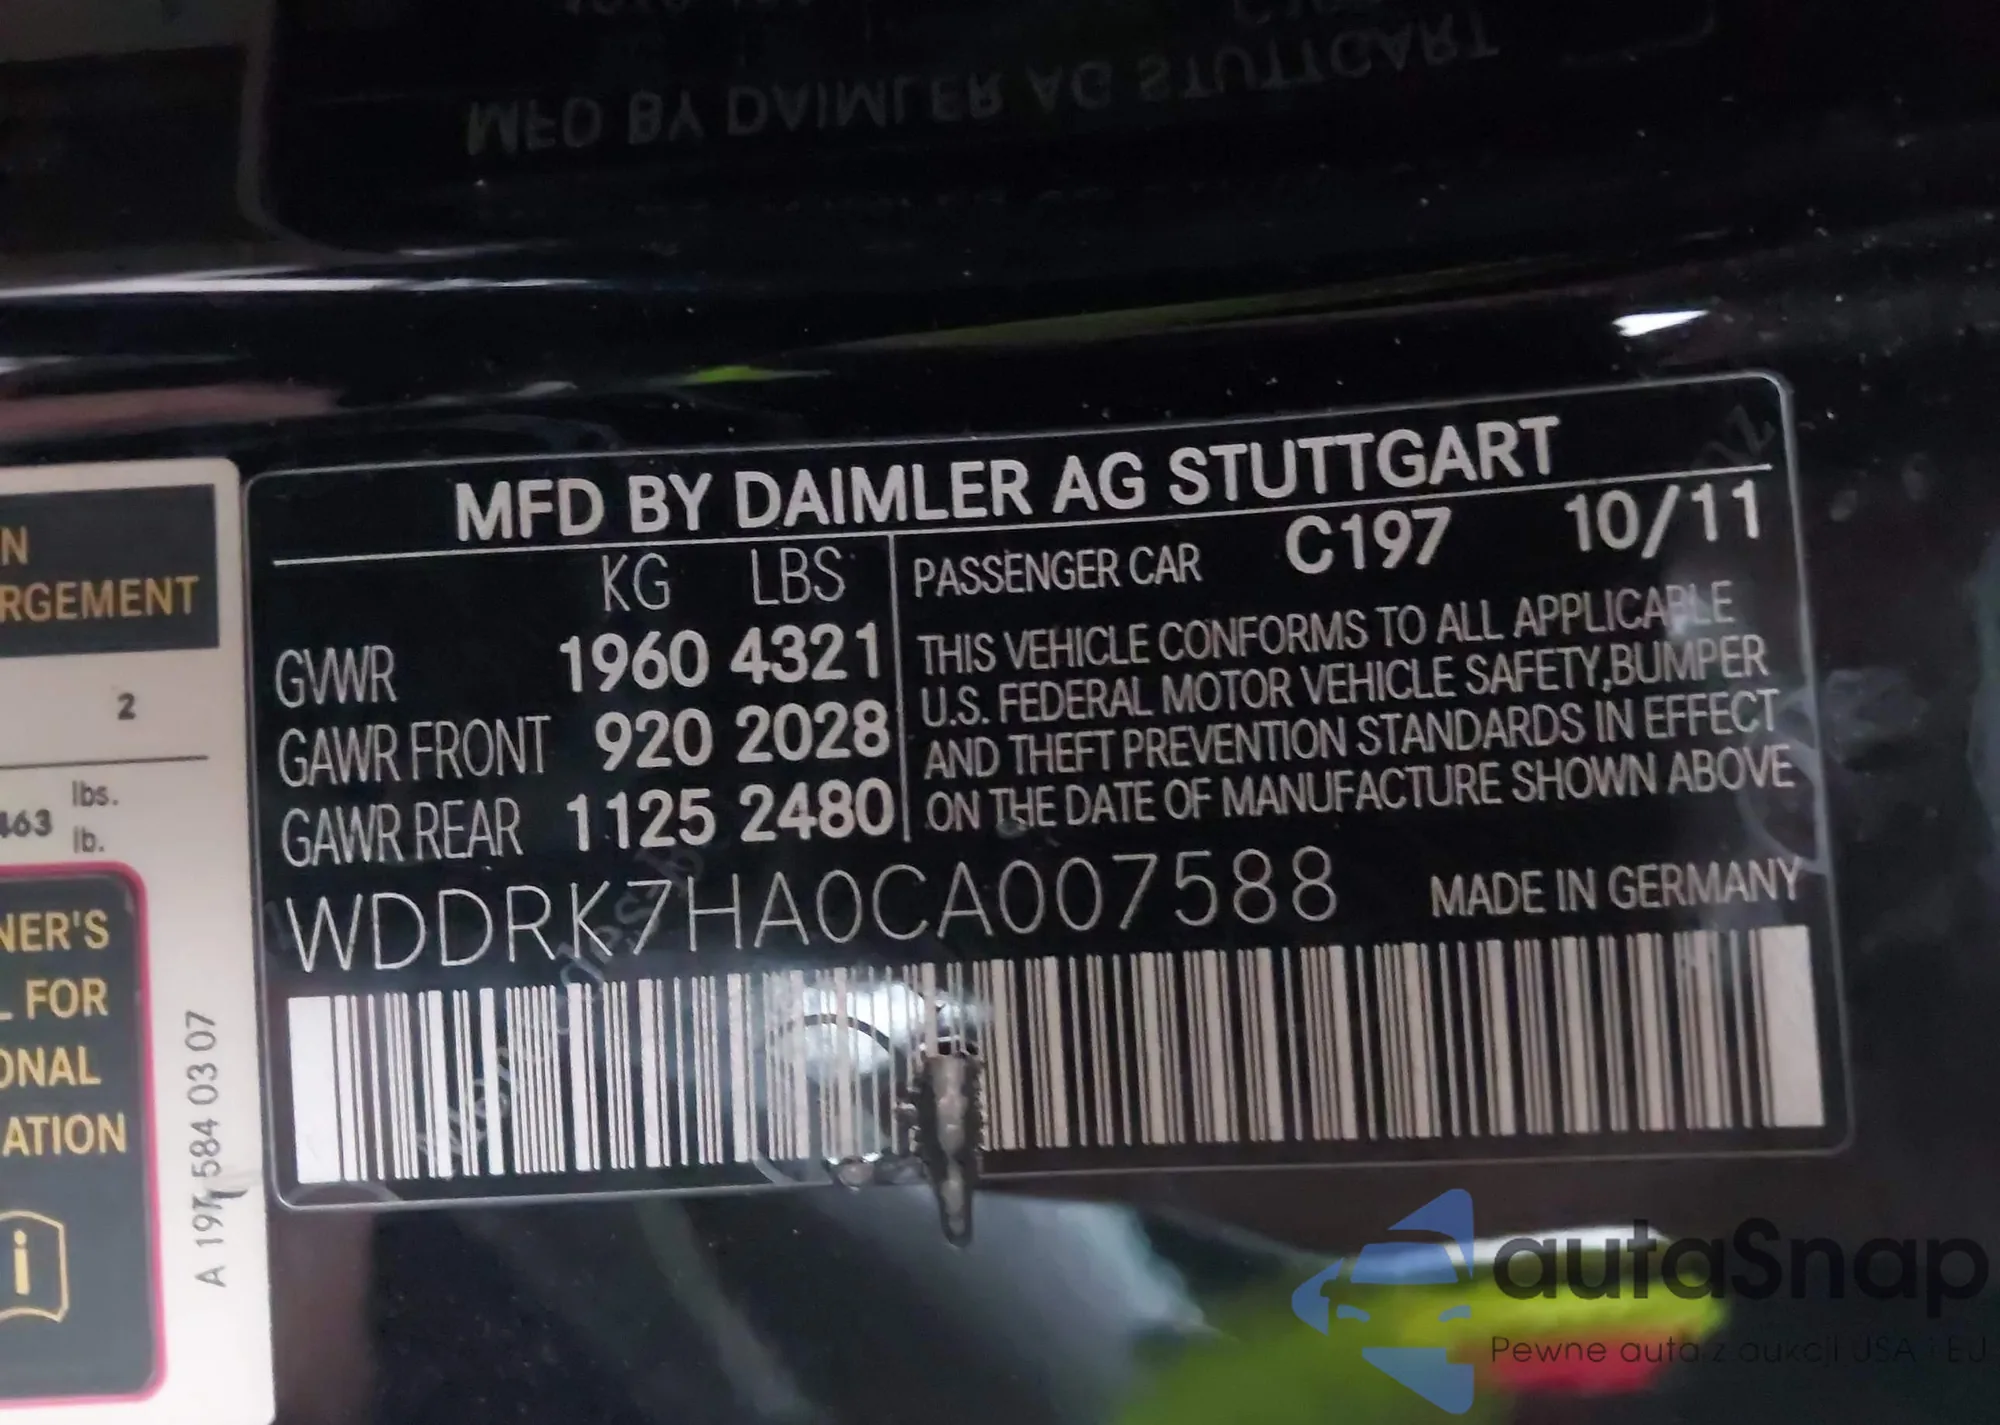 MFD BY DAIMLER AG STUTTGART
MFD BY DAIMLER AG STUTTGART
KG LBS
GVWR 1960 4321
GAWR FRONT 920 2028
GAWR REAR 1125 2480
PASSENGER CAR C197 10/11
THIS VEHICLE CONFORMS TO ALL APPLICABLE
U.S. FEDERAL MOTOR VEHICLE SAFETY,BUMPER
AND THEFT PREVENTION STANDARDS IN EFFECT
ON THE DATE OF MANUFACTURE SHOWN ABOVE
WDDRK7HA0CA007588
MADE IN GERMANY
N
RGEMENT
2
463 lbs.
lb.
NER'S
L FOR
ONAL
ATION
i
A 197 584 03 07
autaSnap
Pewne auta z aukcji USA i EU